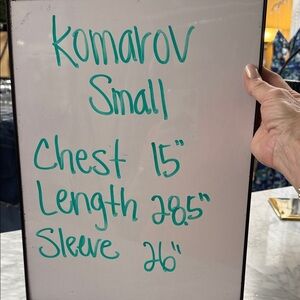 Komarov
Small
Chest 15"
Length 28.5"
Sleeve 26"